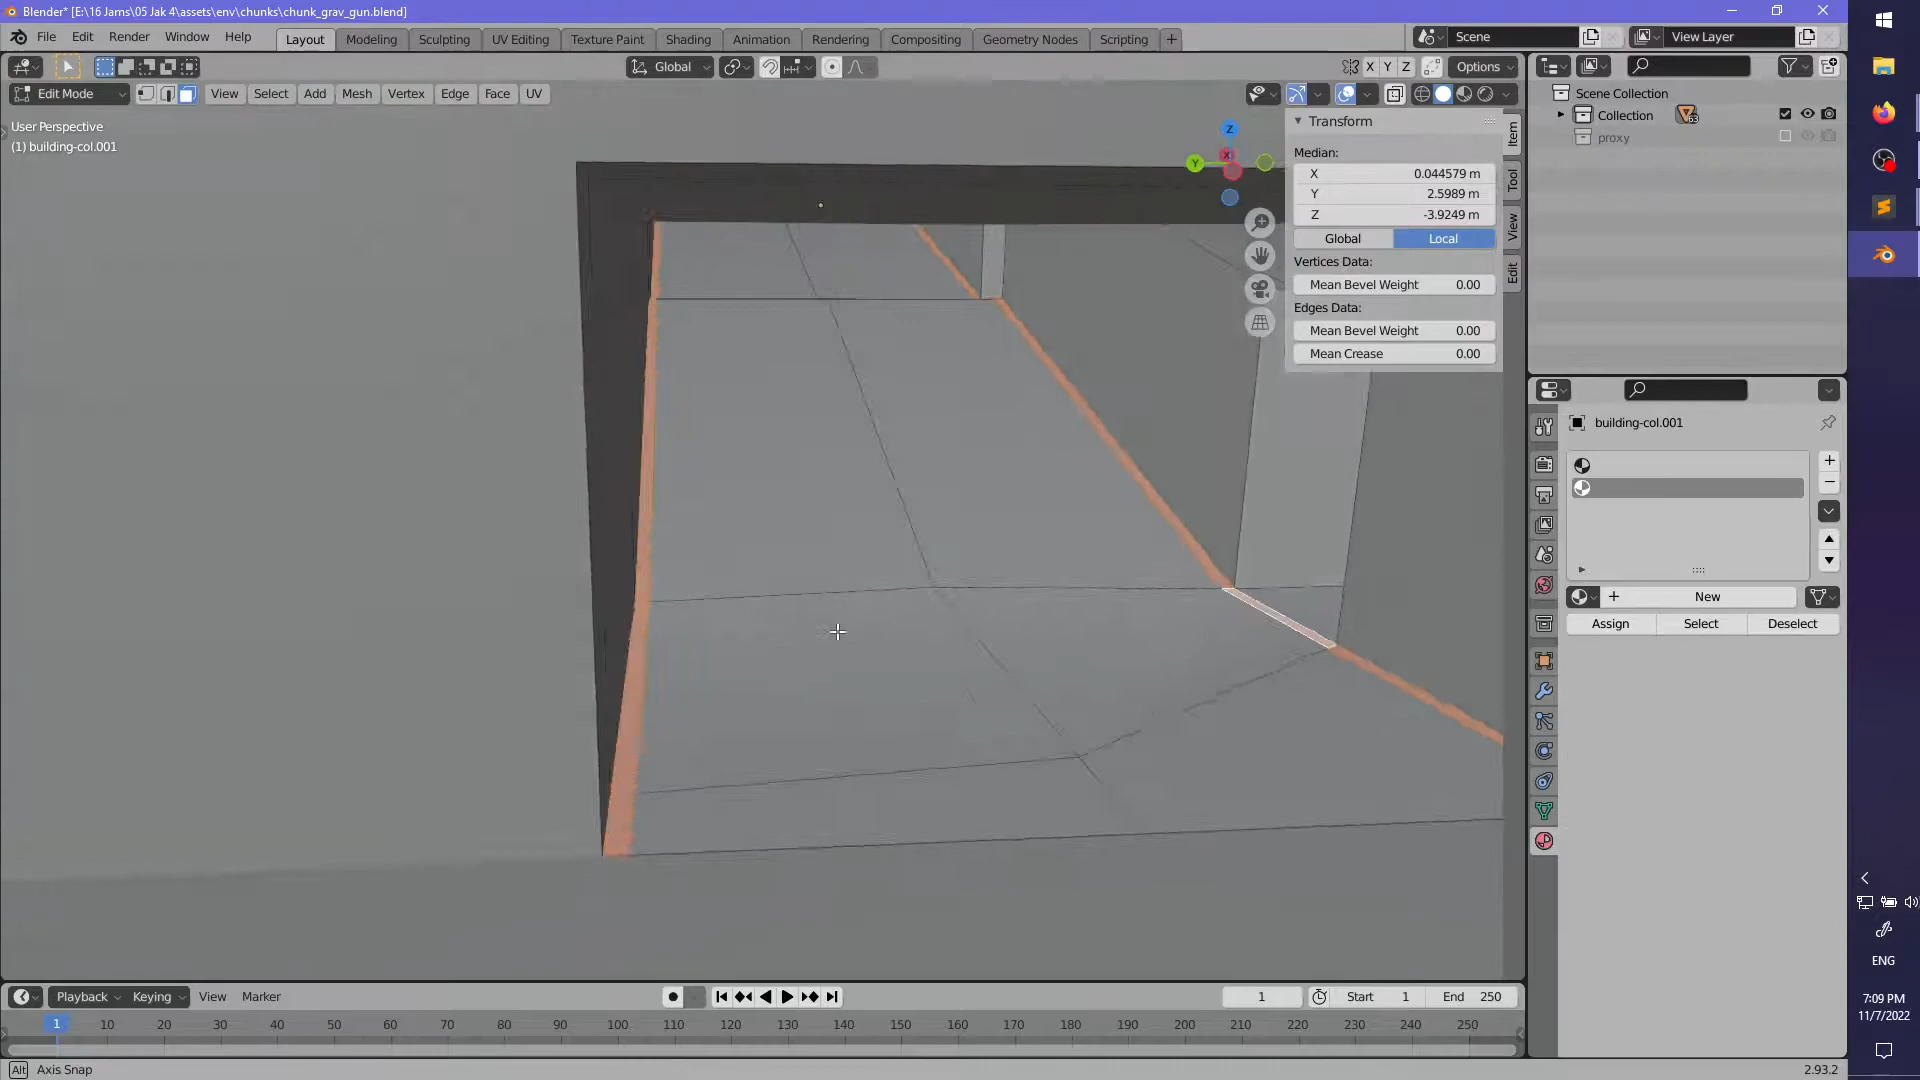 Blender* [E:\16 Jams\05 Jak 4\assets\env\chunks\chunk_grav_gun.blend]
File Edit Render Window Help
Layout Modeling Sculpting UV Editing Texture Paint Shading Animation Rendering Compositing Geometry Nodes Scripting +
Scene
View Layer
Global
X Y Z
Options
Edit Mode
View Select Add Mesh Vertex Edge Face UV
User Perspective
(1) building-col.001
Z
Y
X
Transform
Median:
X 0.044579 m
Y 2.5989 m
Z -3.9249 m
Global Local
Vertices Data:
Mean Bevel Weight 0.00
Edges Data:
Mean Bevel Weight 0.00
Mean Crease 0.00
Item
Tool
View
Edit
Scene Collection
Collection 63
proxy
building-col.001
New
Assign Select Deselect
Playback Keying View Marker
1
Start 1
End 250
1 10 20 30 40 50 60 70 80 90 100 110 120 130 140 150 160 170 180 190 200 210 220 230 240 250
Alt Axis Snap
2.93.2
ENG
7:09 PM
11/7/2022